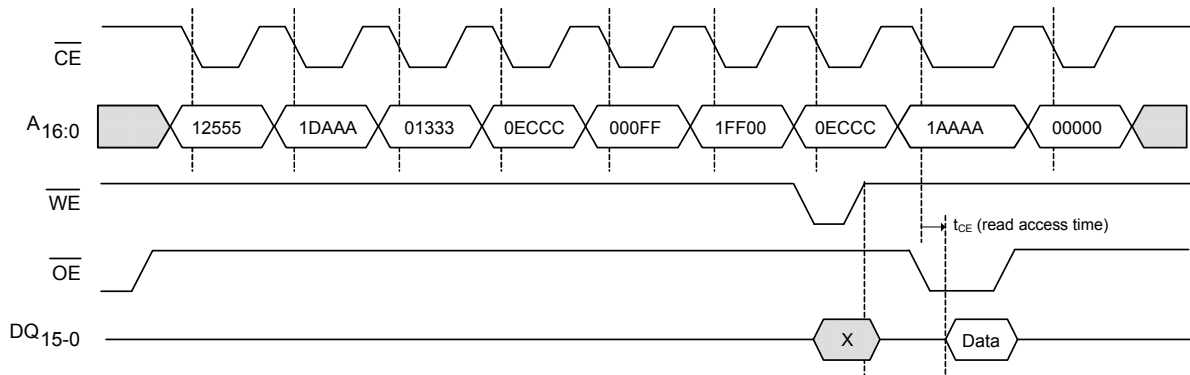 CE
A16:0
12555 1DAAA 01333 0ECCC 000FF 1FF00 0ECCC 1AAAA 00000
WE
tCE (read access time)
OE
DQ15-0
X Data